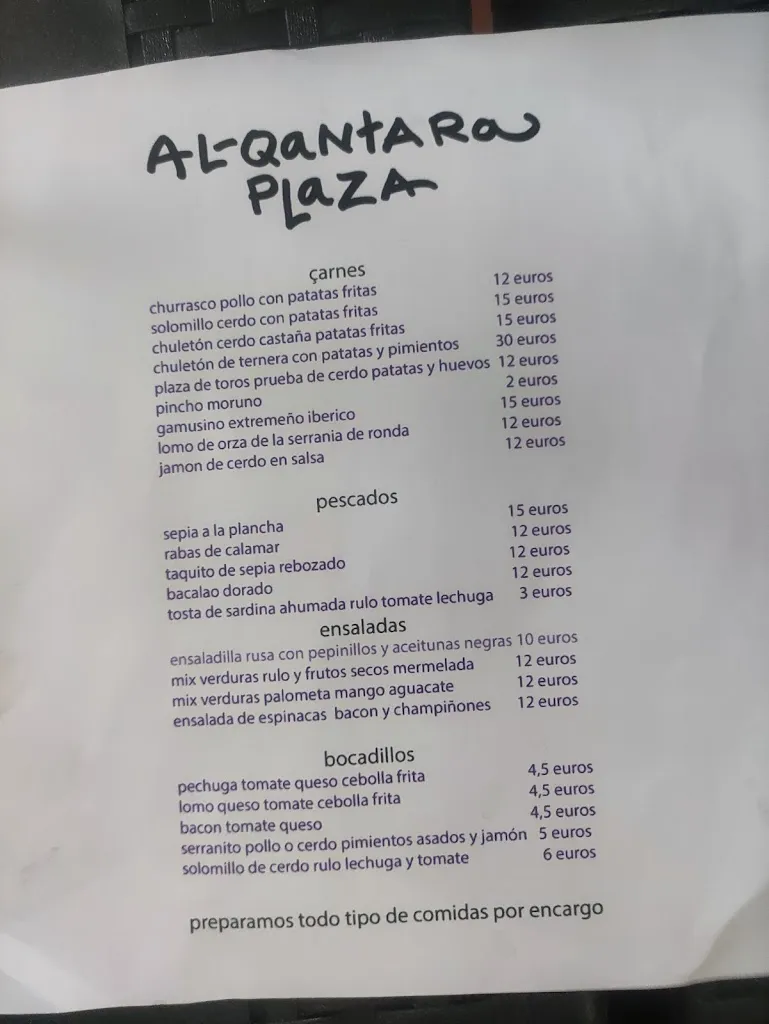 AL-QANTARA
PLAZA
çarnes
churrasco pollo con patatas fritas 12 euros
solomillo cerdo con patatas fritas 15 euros
chuletón cerdo castaña patatas fritas 15 euros
chuletón de ternera con patatas y pimientos 30 euros
plaza de toros prueba de cerdo patatas y huevos 12 euros
pincho moruno 2 euros
gamusino extremeño iberico 15 euros
lomo de orza de la serrania de ronda 12 euros
jamon de cerdo en salsa 12 euros
pescados
sepia a la plancha 15 euros
rabas de calamar 12 euros
taquito de sepia rebozado 12 euros
bacalao dorado 12 euros
tosta de sardina ahumada rulo tomate lechuga 3 euros
ensaladas
ensaladilla rusa con pepinillos y aceitunas negras 10 euros
mix verduras rulo y frutos secos mermelada 12 euros
mix verduras palometa mango aguacate 12 euros
ensalada de espinacas bacon y champiñones 12 euros
bocadillos
pechuga tomate queso cebolla frita 4,5 euros
lomo queso tomate cebolla frita 4,5 euros
bacon tomate queso 4,5 euros
serranito pollo o cerdo pimientos asados y jamón 5 euros
solomillo de cerdo rulo lechuga y tomate 6 euros
preparamos todo tipo de comidas por encargo